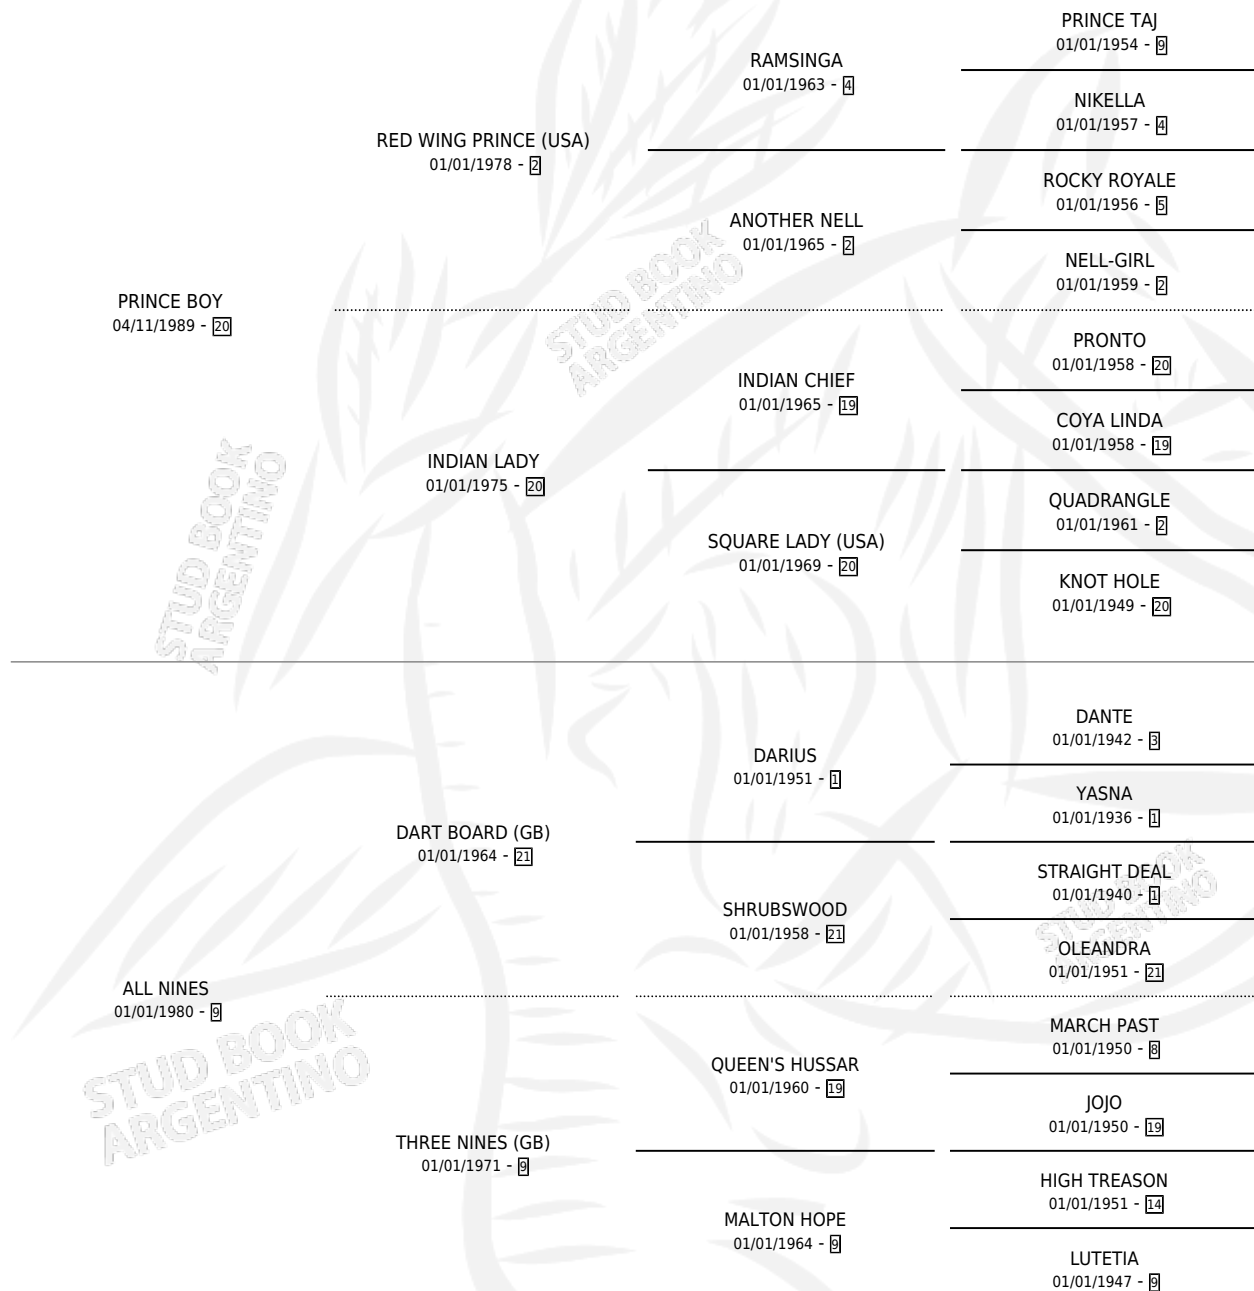 PRINCE TAJ
01/01/1954 - 9
RAMSINGA
01/01/1963 - 4
NIKELLA
01/01/1957 - 4
RED WING PRINCE (USA)
01/01/1978 - 2
ROCKY ROYALE
01/01/1956 - 5
ANOTHER NELL
01/01/1965 - 2
NELL-GIRL
01/01/1959 - 2
PRINCE BOY
04/11/1989 - 20
PRONTO
01/01/1958 - 20
INDIAN CHIEF
01/01/1965 - 19
COYA LINDA
01/01/1958 - 19
INDIAN LADY
01/01/1975 - 20
QUADRANGLE
01/01/1961 - 2
SQUARE LADY (USA)
01/01/1969 - 20
KNOT HOLE
01/01/1949 - 20
DANTE
01/01/1942 - 3
DARIUS
01/01/1951 - 1
YASNA
01/01/1936 - 1
DART BOARD (GB)
01/01/1964 - 21
STRAIGHT DEAL
01/01/1940 - 1
SHRUBSWOOD
01/01/1958 - 21
OLEANDRA
01/01/1951 - 21
ALL NINES
01/01/1980 - 9
MARCH PAST
01/01/1950 - 8
QUEEN'S HUSSAR
01/01/1960 - 19
JOJO
01/01/1950 - 19
THREE NINES (GB)
01/01/1971 - 9
HIGH TREASON
01/01/1951 - 14
MALTON HOPE
01/01/1964 - 9
LUTETIA
01/01/1947 - 9
STUD BOOK
ARGENTINO
STUD BOOK
ARGENTINO
STUD BOOK
ARGENTINO
STUD BOOK
ARGENTINO